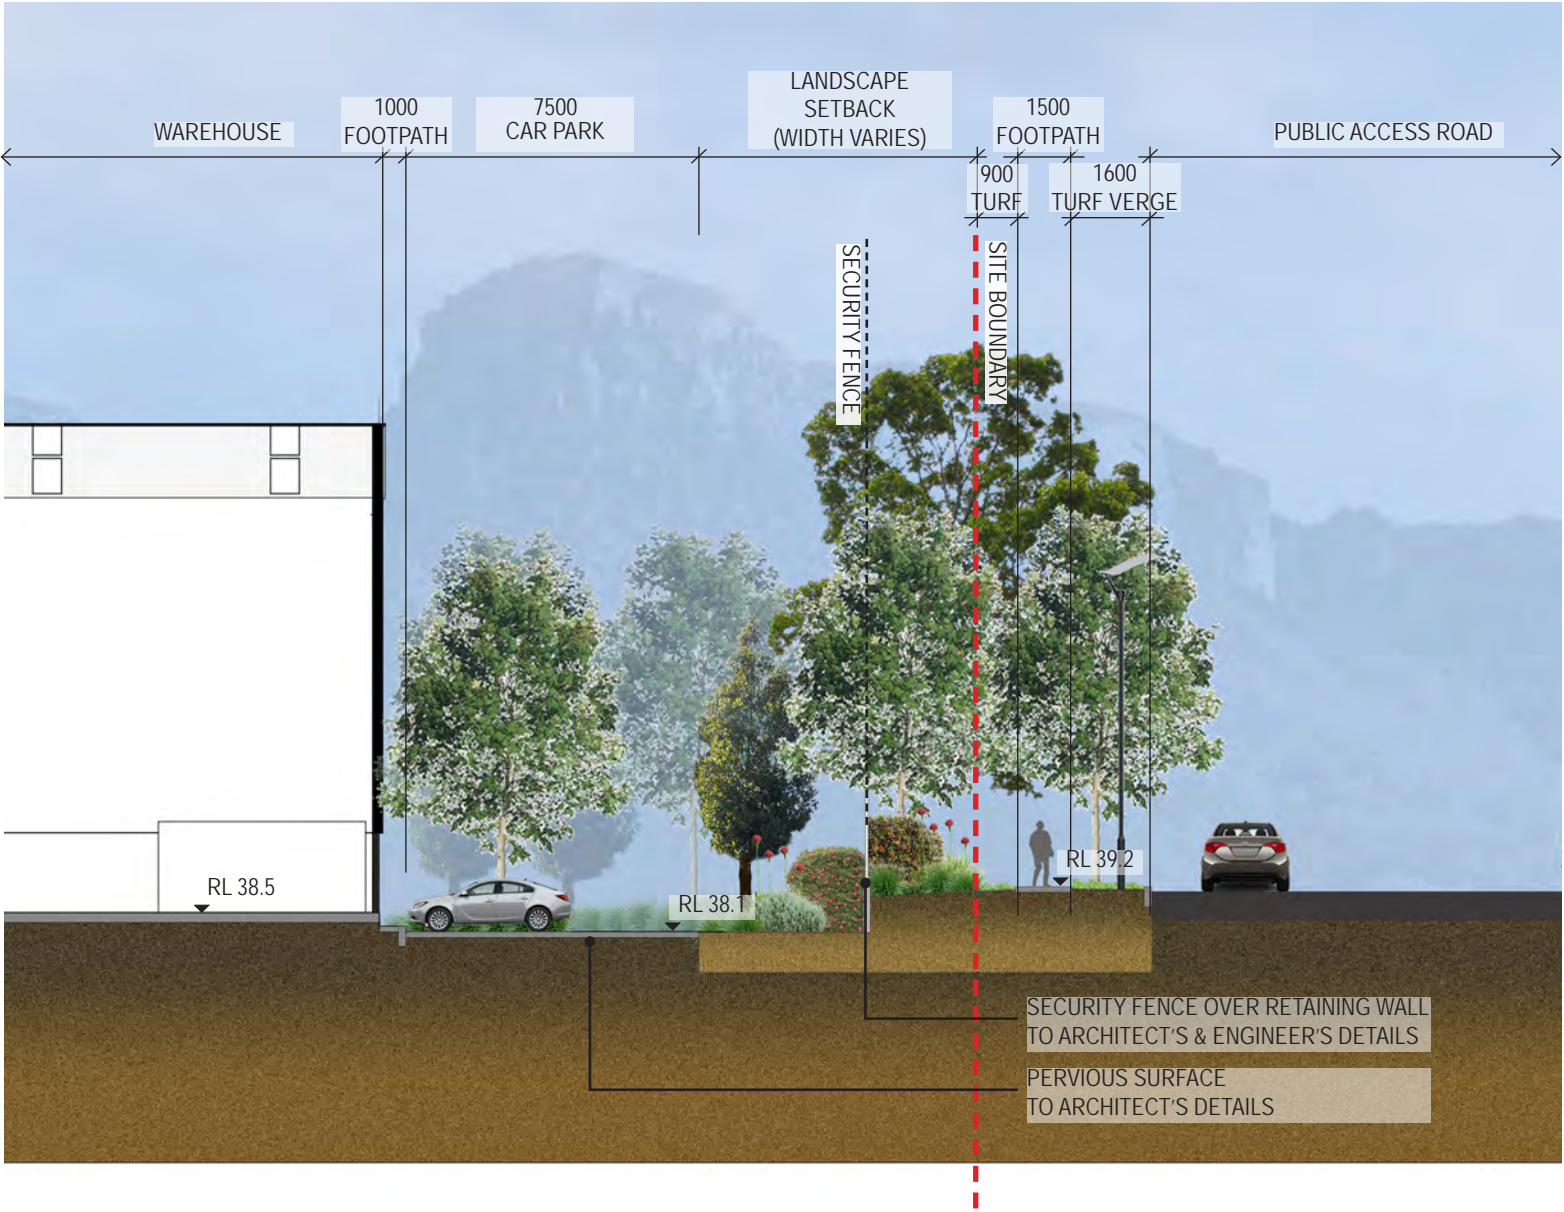 WAREHOUSE
1000
FOOTPATH
7500
CAR PARK
LANDSCAPE
SETBACK
(WIDTH VARIES)
1500
FOOTPATH
PUBLIC ACCESS ROAD
900
TURF
1600
TURF VERGE
SECURITY FENCE
SITE BOUNDARY
RL 38.5
RL 38.1
RL 39.2
SECURITY FENCE OVER RETAINING WALL
TO ARCHITECT'S & ENGINEER'S DETAILS
PERVIOUS SURFACE
TO ARCHITECT'S DETAILS